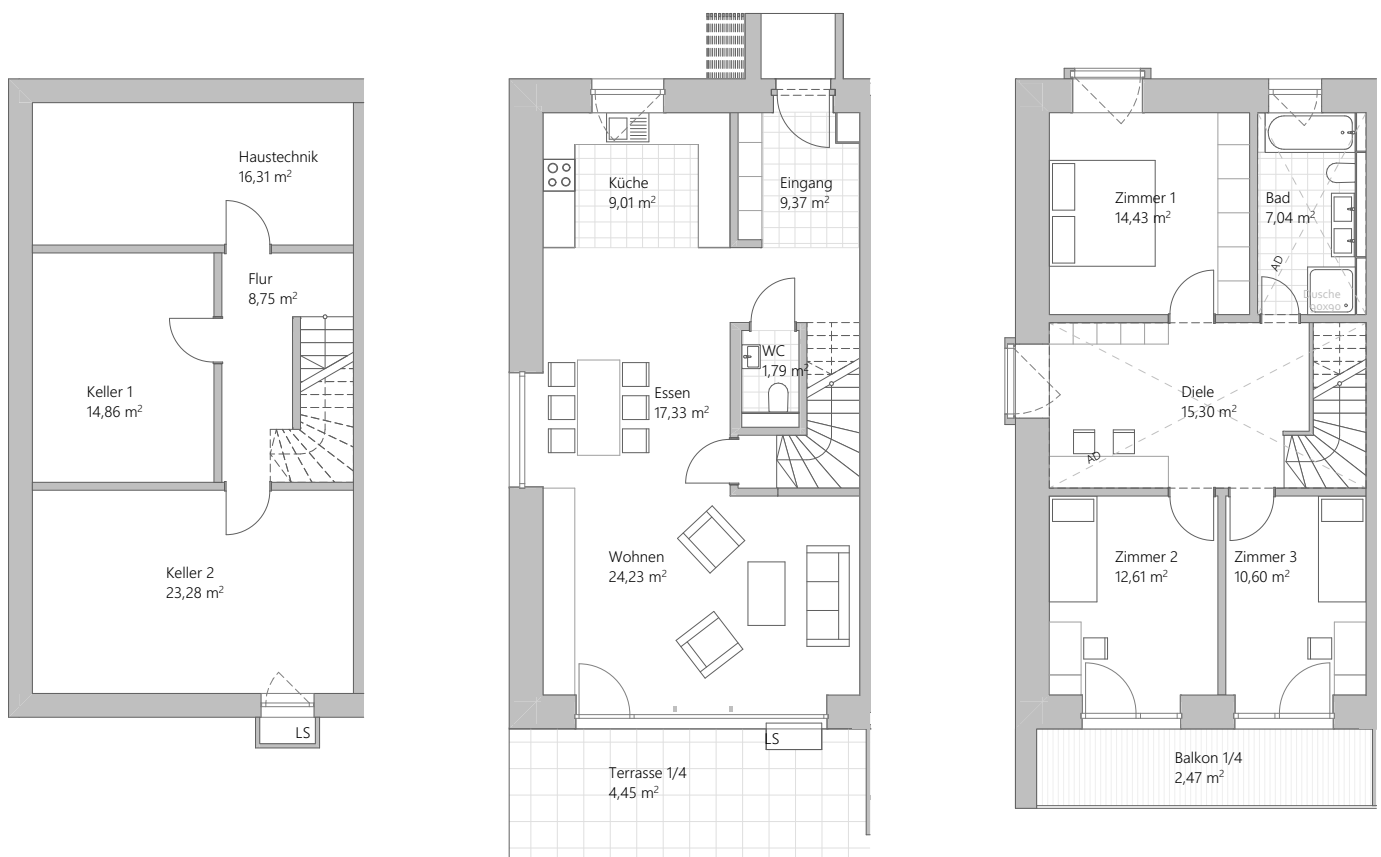 Haustechnik
16,31 m²
Flur
8,75 m²
Keller 1
14,86 m²
Keller 2
23,28 m²
LS
Küche
9,01 m²
Eingang
9,37 m²
WC
1,79 m²
Essen
17,33 m²
Wohnen
24,23 m²
LS
Terrasse 1/4
4,45 m²
Zimmer 1
14,43 m²
Bad
7,04 m²
AD
Dusche
90x90
Diele
15,30 m²
AD
Zimmer 2
12,61 m²
Zimmer 3
10,60 m²
Balkon 1/4
2,47 m²